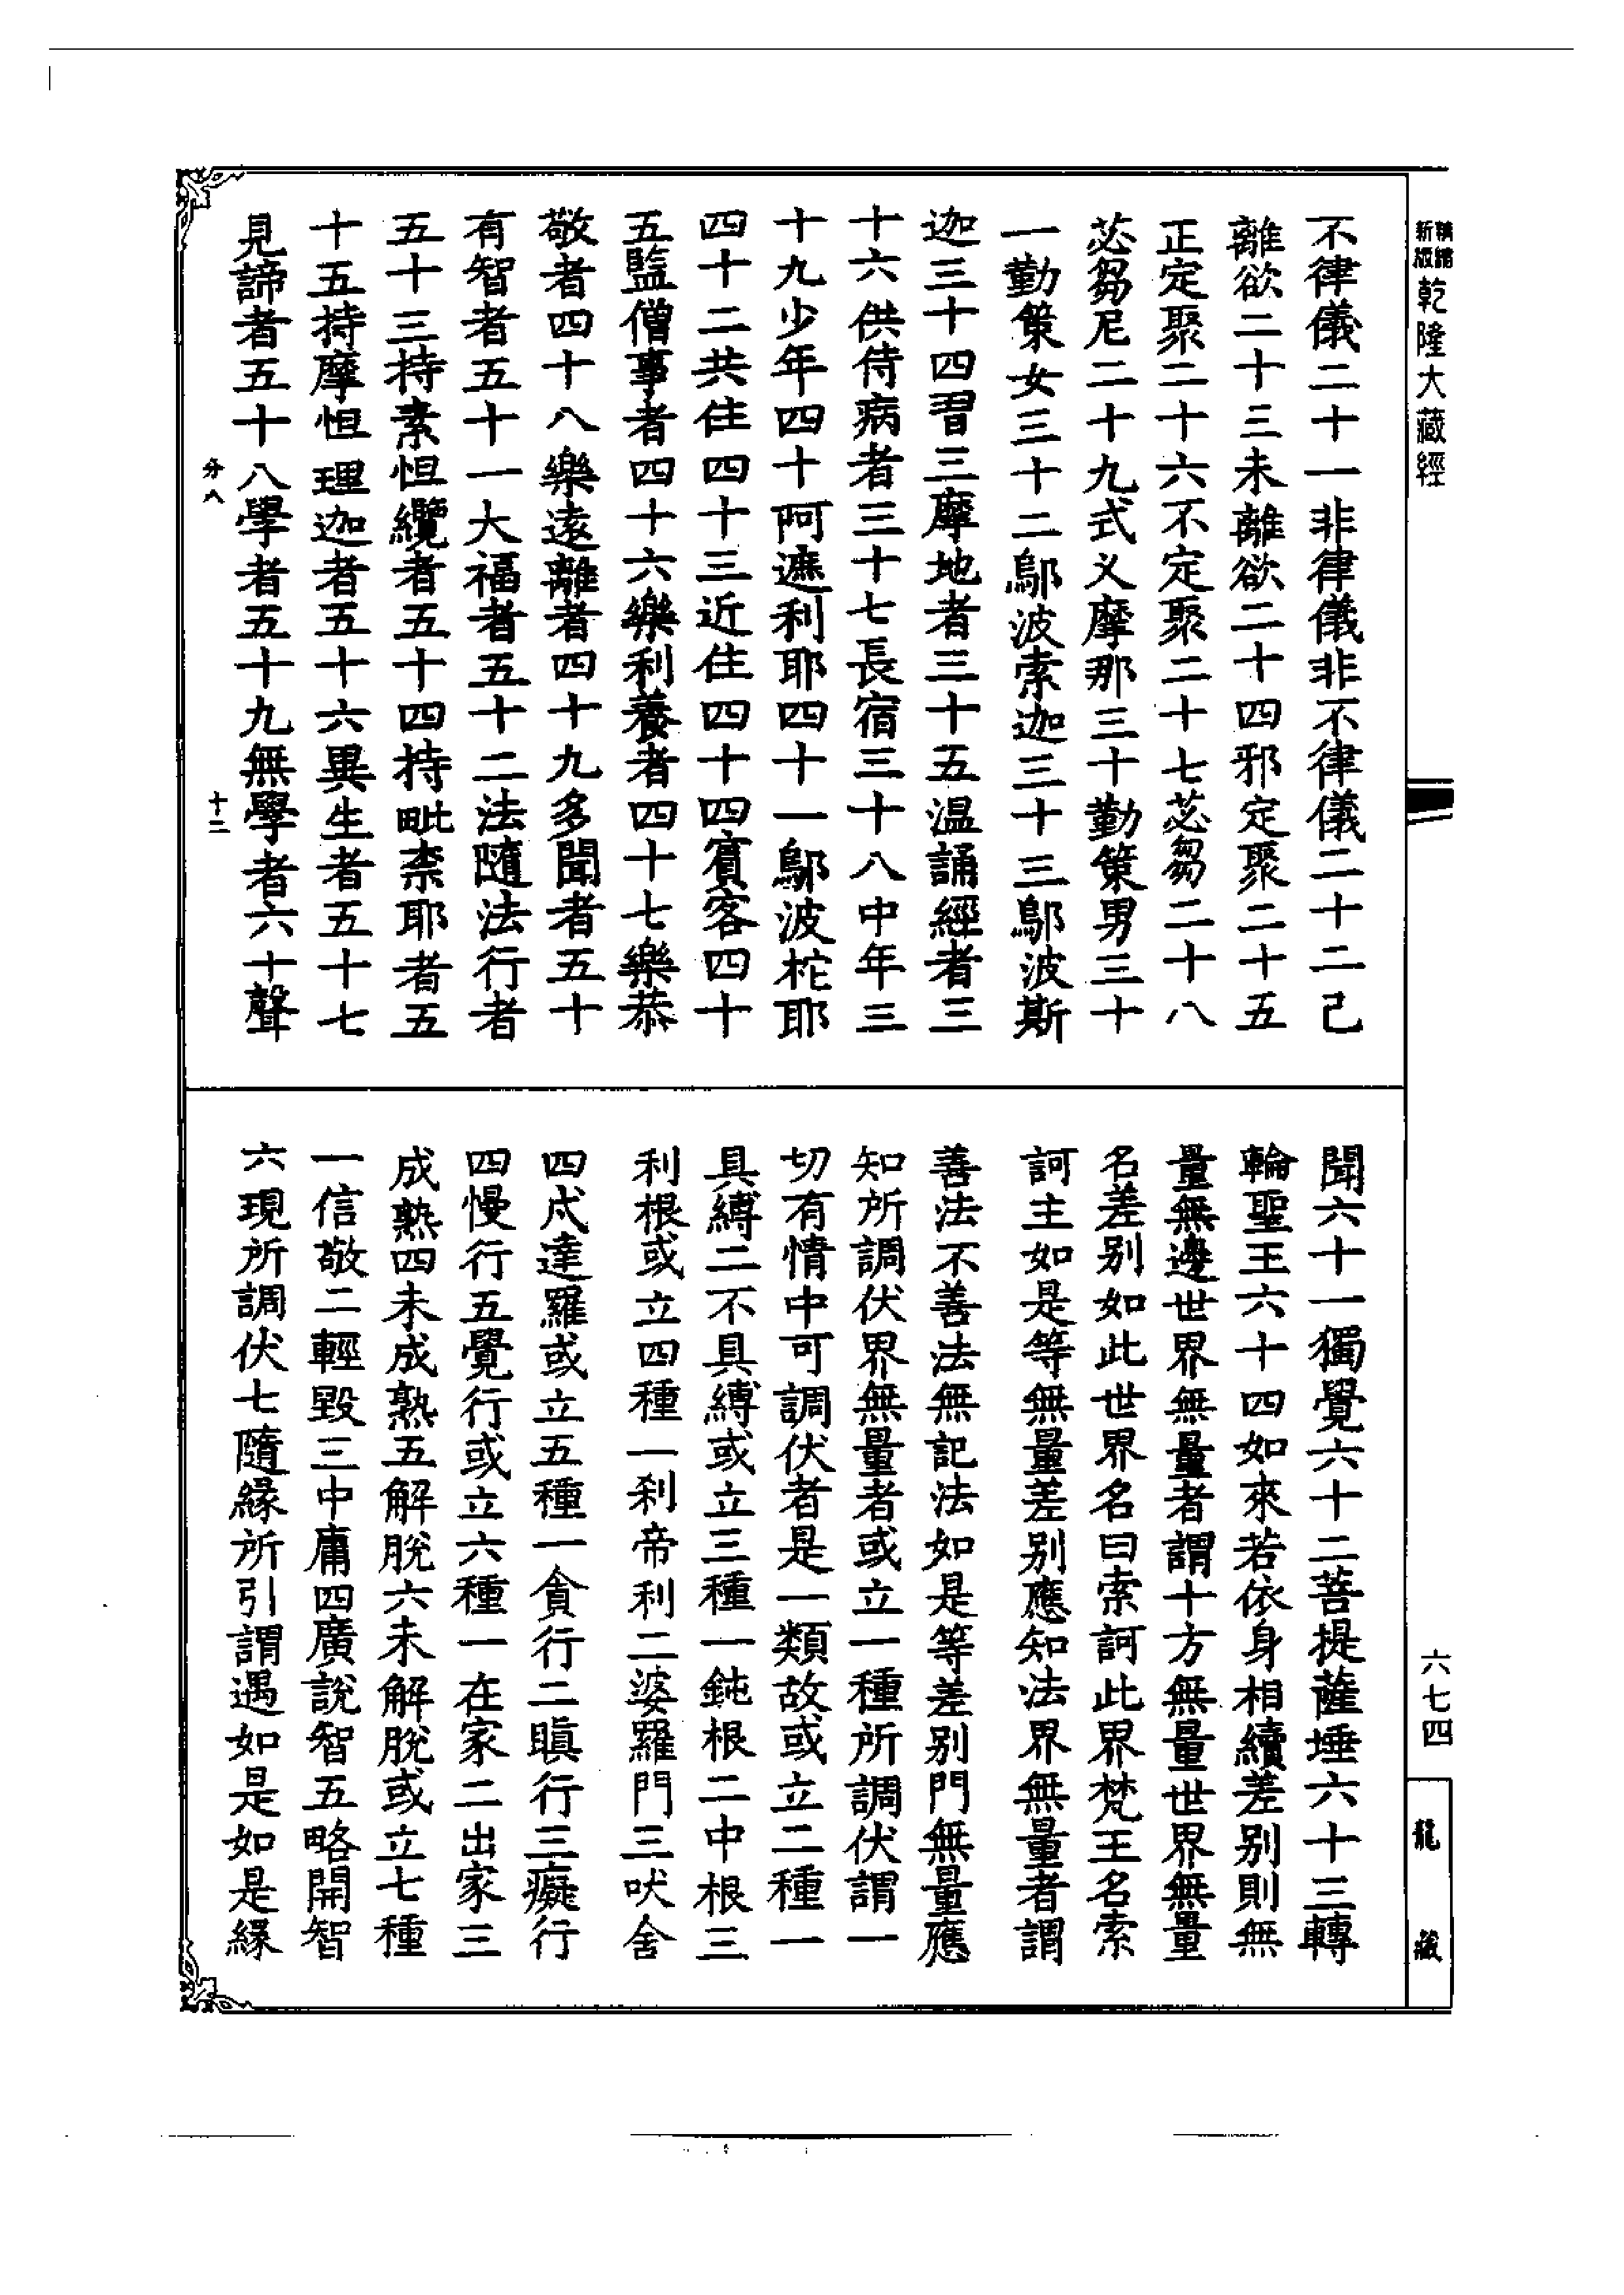 新版精縮乾隆大藏經
六七四
龍藏
不律儀二十一非律儀非不律儀二十二已
離欲二十三未離欲二十四邪定聚二十五
正定聚二十六不定聚二十七苾芻二十八
苾芻尼二十九式义摩那三十勤策男三十
一勤策女三十二鄔波索迦三十三鄔波斯
迦三十四習三摩地者三十五温誦經者三
十六供侍病者三十七長宿三十八中年三
十九少年四十阿遮利耶四十一鄔波柁耶
四十二共住四十三近住四十四賓客四十
五監僧事者四十六樂利養者四十七樂恭
敬者四十八樂遠離者四十九多聞者五十
有智者五十一大福者五十二法隨法行者
五十三持素怛纜者五十四持毗柰耶者五
十五持摩怛理迦者五十六異生者五十七
見諦者五十八學者五十九無學者六十聲
分八
十二
聞六十一獨覺六十二菩提薩埵六十三轉
輪聖王六十四如來若依身相續差别則無
量無邊世界無量者謂十方無量世界無量
名差别如此世界名曰索訶此界梵王名索
訶主如是等無量差别應知法界無量者謂
善法不善法無記法如是等差别門無量應
知所調伏界無量者或立一種所調伏謂一
切有情中可調伏者是一類故或立二種一
具縛二不具縛或立三種一鈍根二中根三
利根或立四種一刹帝利二婆羅門三吠舍
四戍達羅或立五種一貪行二瞋行三癡行
四慢行五覺行或立六種一在家二出家三
成熟四未成熟五解脫六未解脫或立七種
一信敬二輕毀三中庸四廣說智五略開智
六現所調伏七隨緣所引謂遇如是如是緣